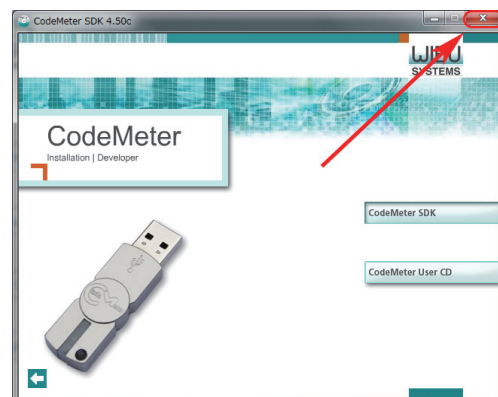 CodeMeter SDK 4.50c
WIBU
SYSTEMS
CodeMeter
Installation | Developer
CodeMeter SDK
CodeMeter User CD